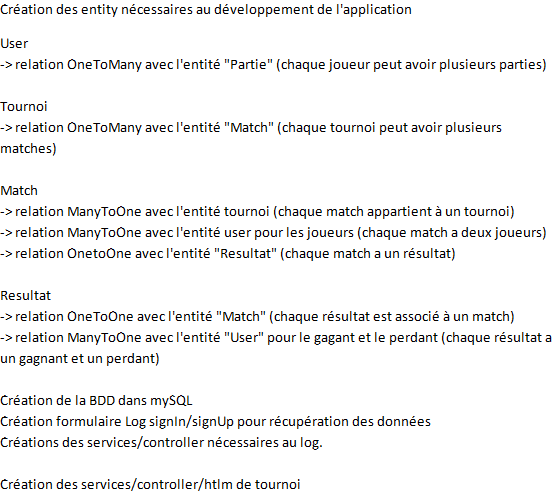 Création des entity nécessaires au développement de l'application
User
-> relation OneToMany avec l'entité "Partie" (chaque joueur peut avoir plusieurs parties)
Tournoi
-> relation OneToMany avec l'entité "Match" (chaque tournoi peut avoir plusieurs
matches)
Match
-> relation ManyToOne avec l'entité tournoi (chaque match appartient à un tournoi)
-> relation ManyToOne avec l'entité user pour les joueurs (chaque match a deux joueurs)
-> relation OnetoOne avec l'entité "Resultat" (chaque match a un résultat)
Resultat
-> relation OneToOne avec l'entité "Match" (chaque résultat est associé à un match)
-> relation ManyToOne avec l'entité "User" pour le gagant et le perdant (chaque résultat a
un gagnant et un perdant)
Création de la BDD dans mySQL
Création formulaire Log signIn/signUp pour récupération des données
Créations des services/controller nécessaires au log.
Création des services/controller/htlm de tournoi